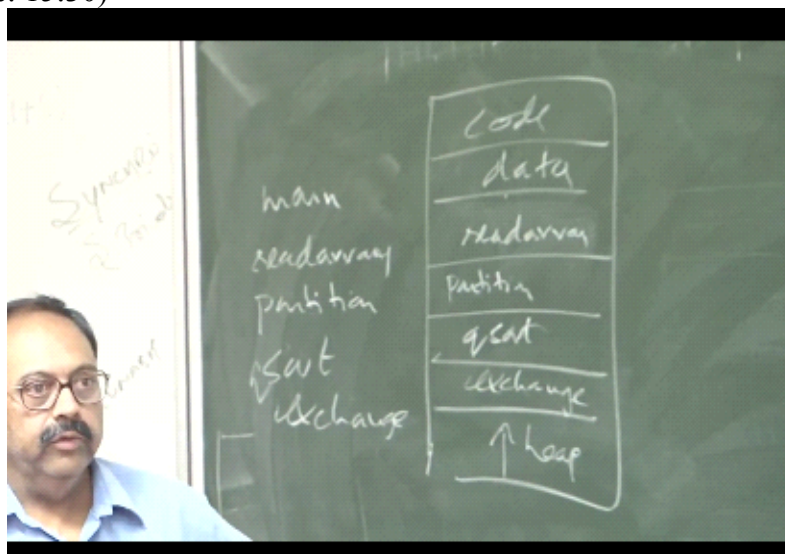 main
readarray
partition
qsort
exchange
code
data
readarray
partition
qsort
exchange
heap